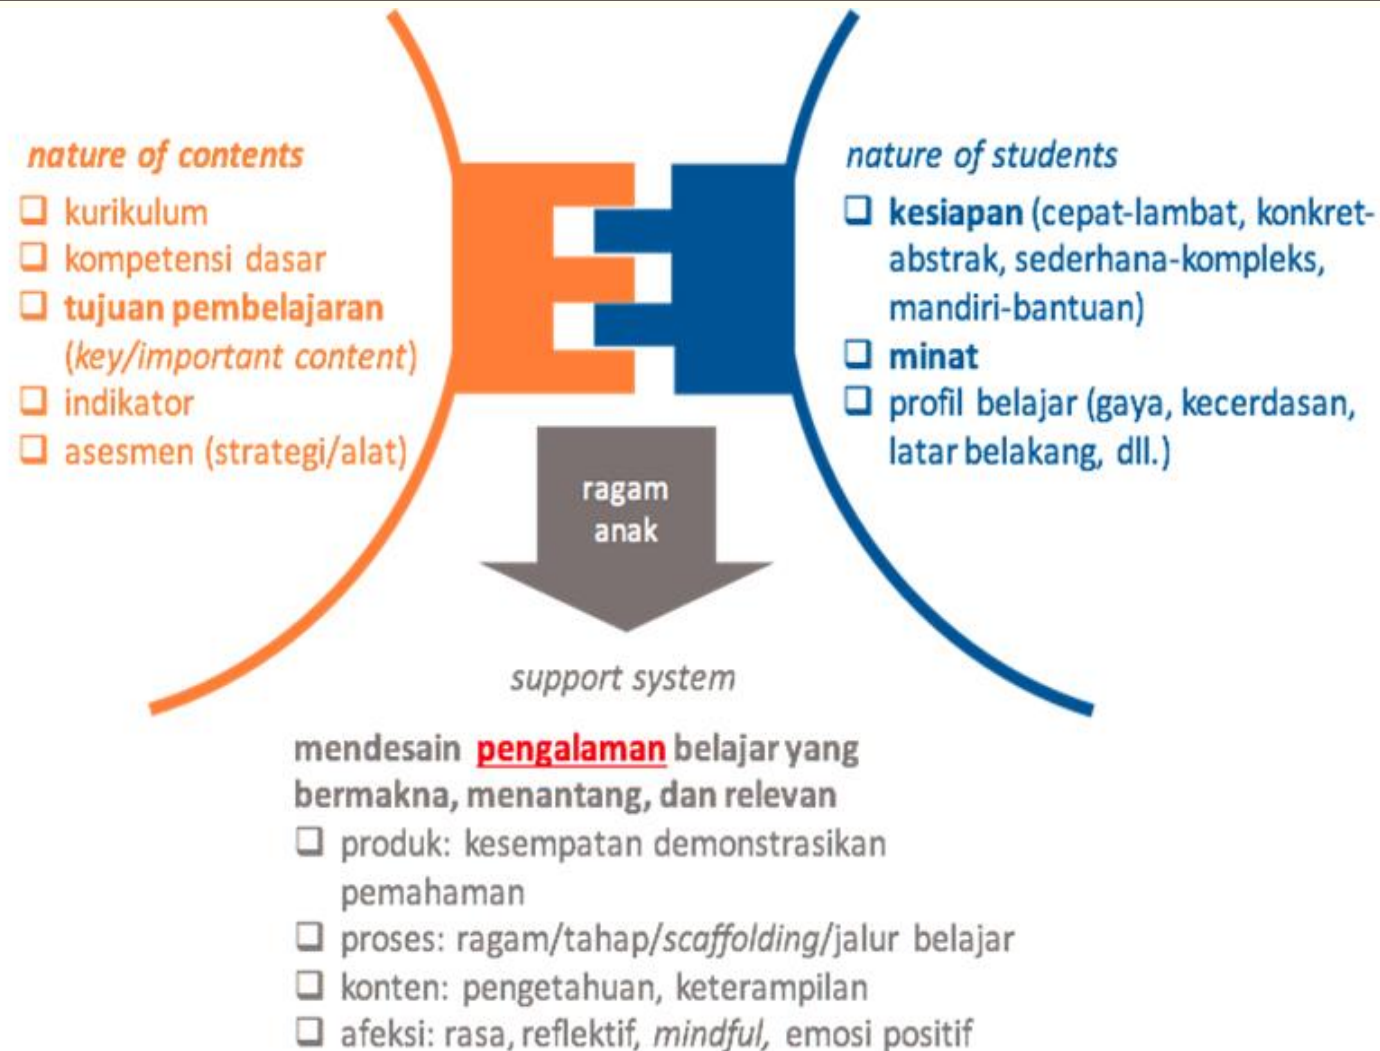 nature of contents
❑ kurikulum
❑ kompetensi dasar
❑ tujuan pembelajaran
(key/important content)
❑ indikator
❑ asesmen (strategi/alat)
nature of students
❑ kesiapan (cepat-lambat, konkret-
abstrak, sederhana-kompleks,
mandiri-bantuan)
❑ minat
❑ profil belajar (gaya, kecerdasan,
latar belakang, dll.)
ragam
anak
support system
mendesain pengalaman belajar yang
bermakna, menantang, dan relevan
❑ produk: kesempatan demonstrasikan
pemahaman
❑ proses: ragam/tahap/scaffolding/jalur belajar
❑ konten: pengetahuan, keterampilan
❑ afeksi: rasa, reflektif, mindful, emosi positif